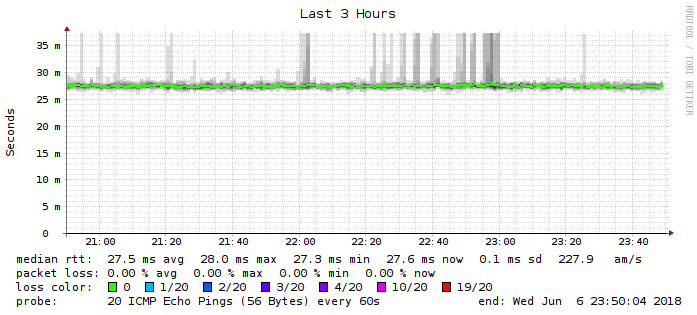 Last 3 Hours
RRDTOOL / TOBI OETIKER
Seconds
35 m
30 m
25 m
20 m
15 m
10 m
5 m
0
21:00 21:20 21:40 22:00 22:20 22:40 23:00 23:20 23:40
median rtt: 27.5 ms avg 28.0 ms max 27.3 ms min 27.6 ms now 0.1 ms sd 227.9 am/s
packet loss: 0.00 % avg 0.00 % max 0.00 % min 0.00 % now
loss color: 0 1/20 2/20 3/20 4/20 10/20 19/20
probe: 20 ICMP Echo Pings (56 Bytes) every 60s end: Wed Jun 6 23:50:04 2018